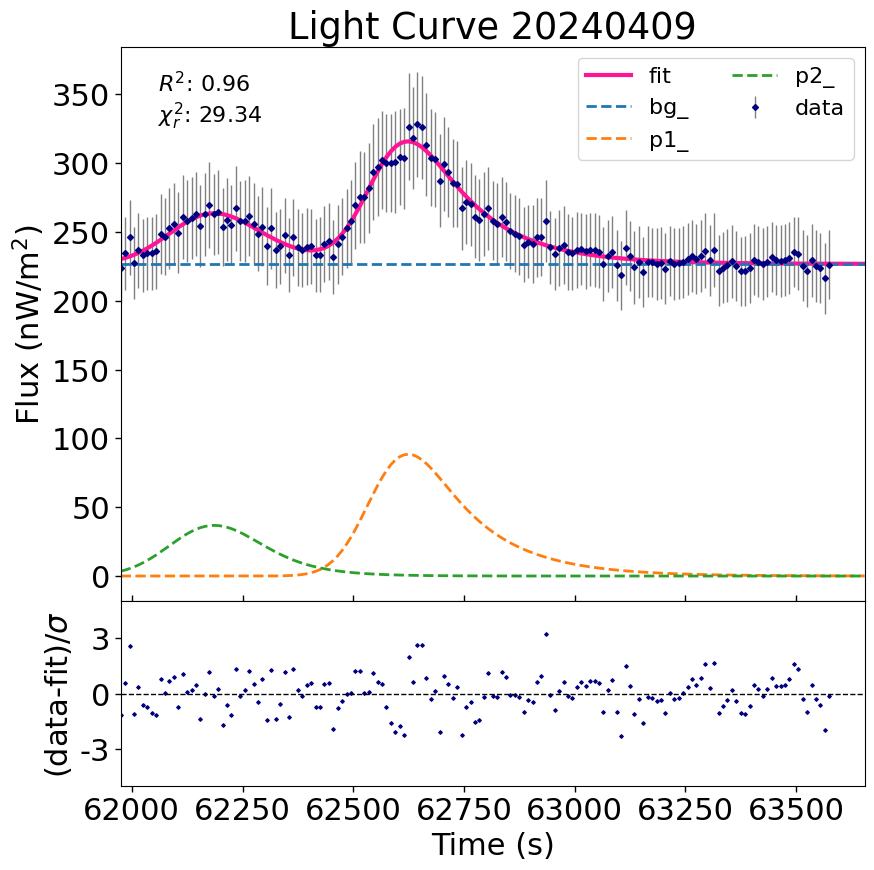 Light Curve 20240409
R²: 0.96
χ²ᵣ: 29.34
fit
bg_
p1_
p2_
data
Flux (nW/m²)
350
300
250
200
150
100
50
0
(data-fit)/σ
3
0
-3
62000 62250 62500 62750 63000 63250 63500
Time (s)